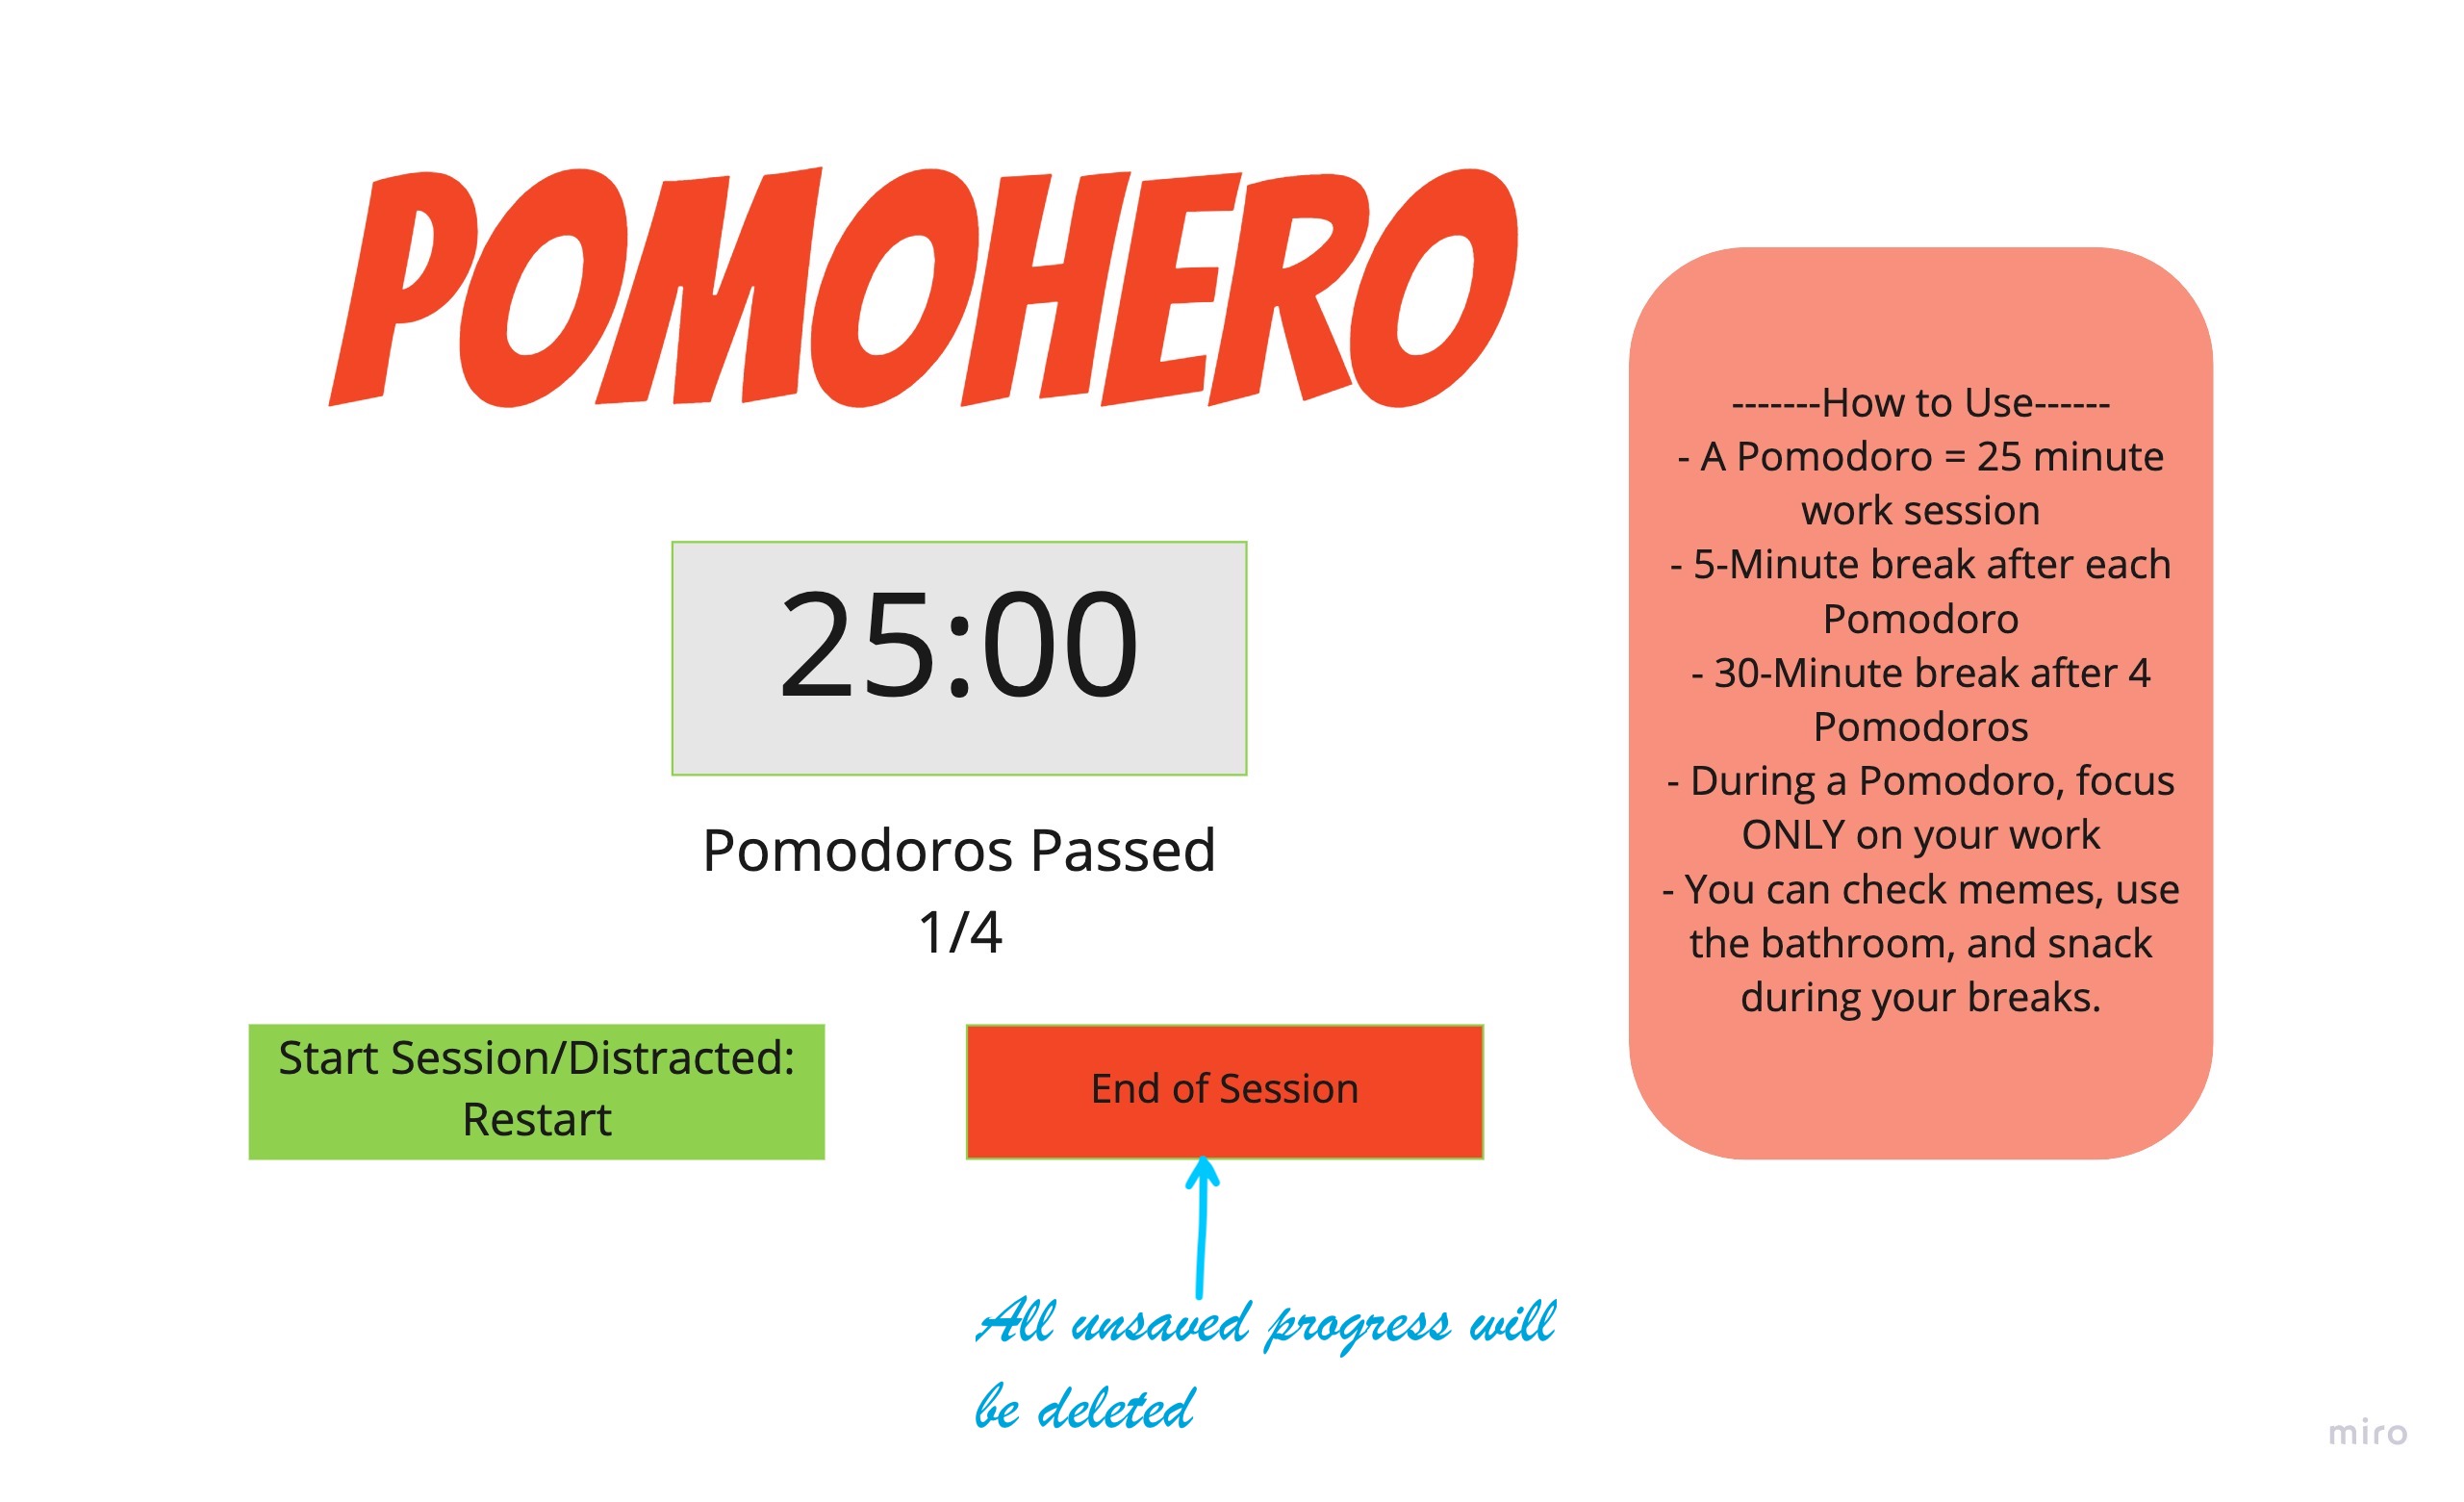 POMOHERO
25:00
Pomodoros Passed
1/4
Start Session/Distracted:
Restart
End of Session
All unsaved progress will
be deleted
-------How to Use------
- A Pomodoro = 25 minute
work session
- 5-Minute break after each
Pomodoro
- 30-Minute break after 4
Pomodoros
- During a Pomodoro, focus
ONLY on your work
- You can check memes, use
the bathroom, and snack
during your breaks.
miro